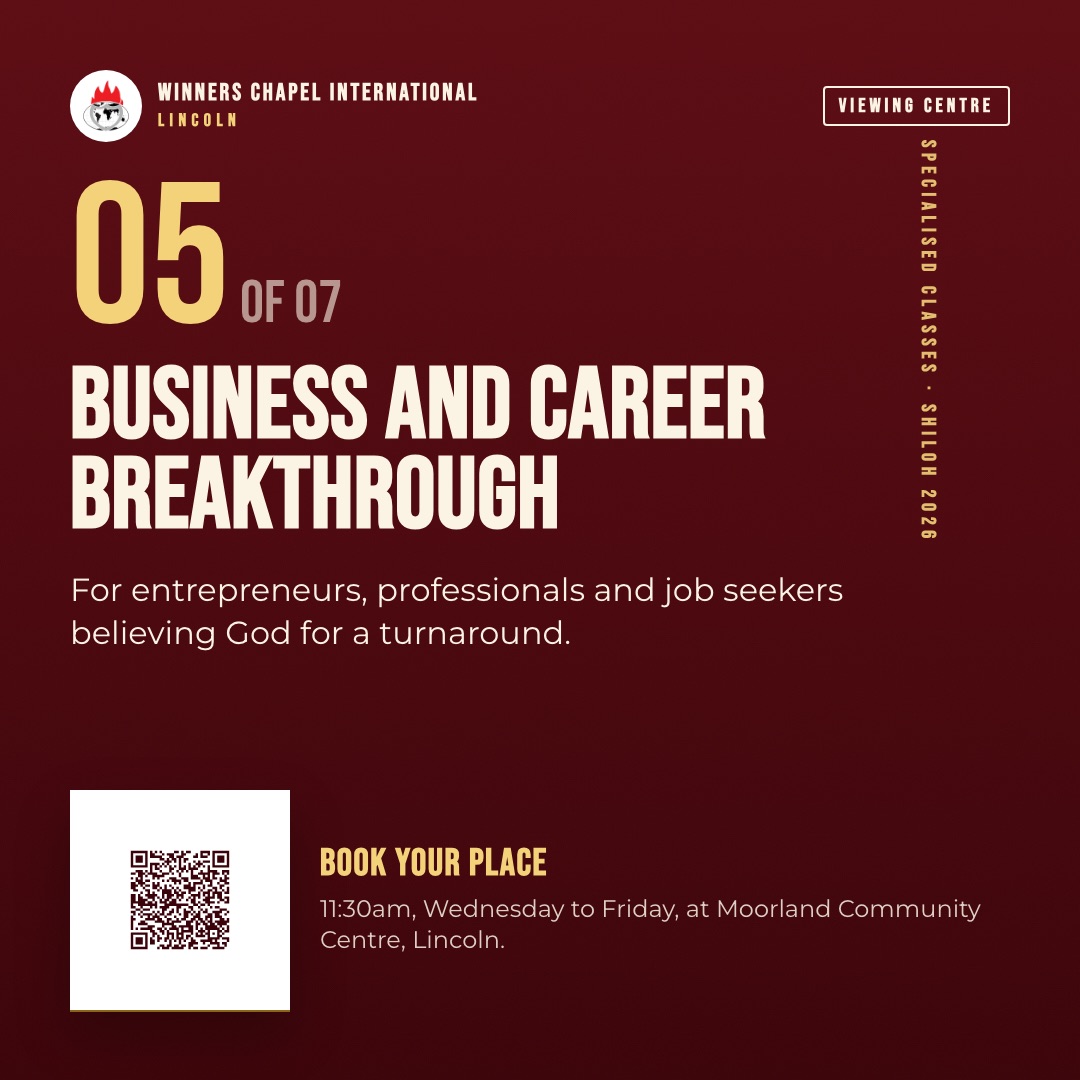 WINNERS CHAPEL INTERNATIONAL
LINCOLN
VIEWING CENTRE
SPECIALISED CLASSES · SHILOH 2026
05 OF 07
BUSINESS AND CAREER
BREAKTHROUGH
For entrepreneurs, professionals and job seekers
believing God for a turnaround.
BOOK YOUR PLACE
11:30am, Wednesday to Friday, at Moorland Community
Centre, Lincoln.